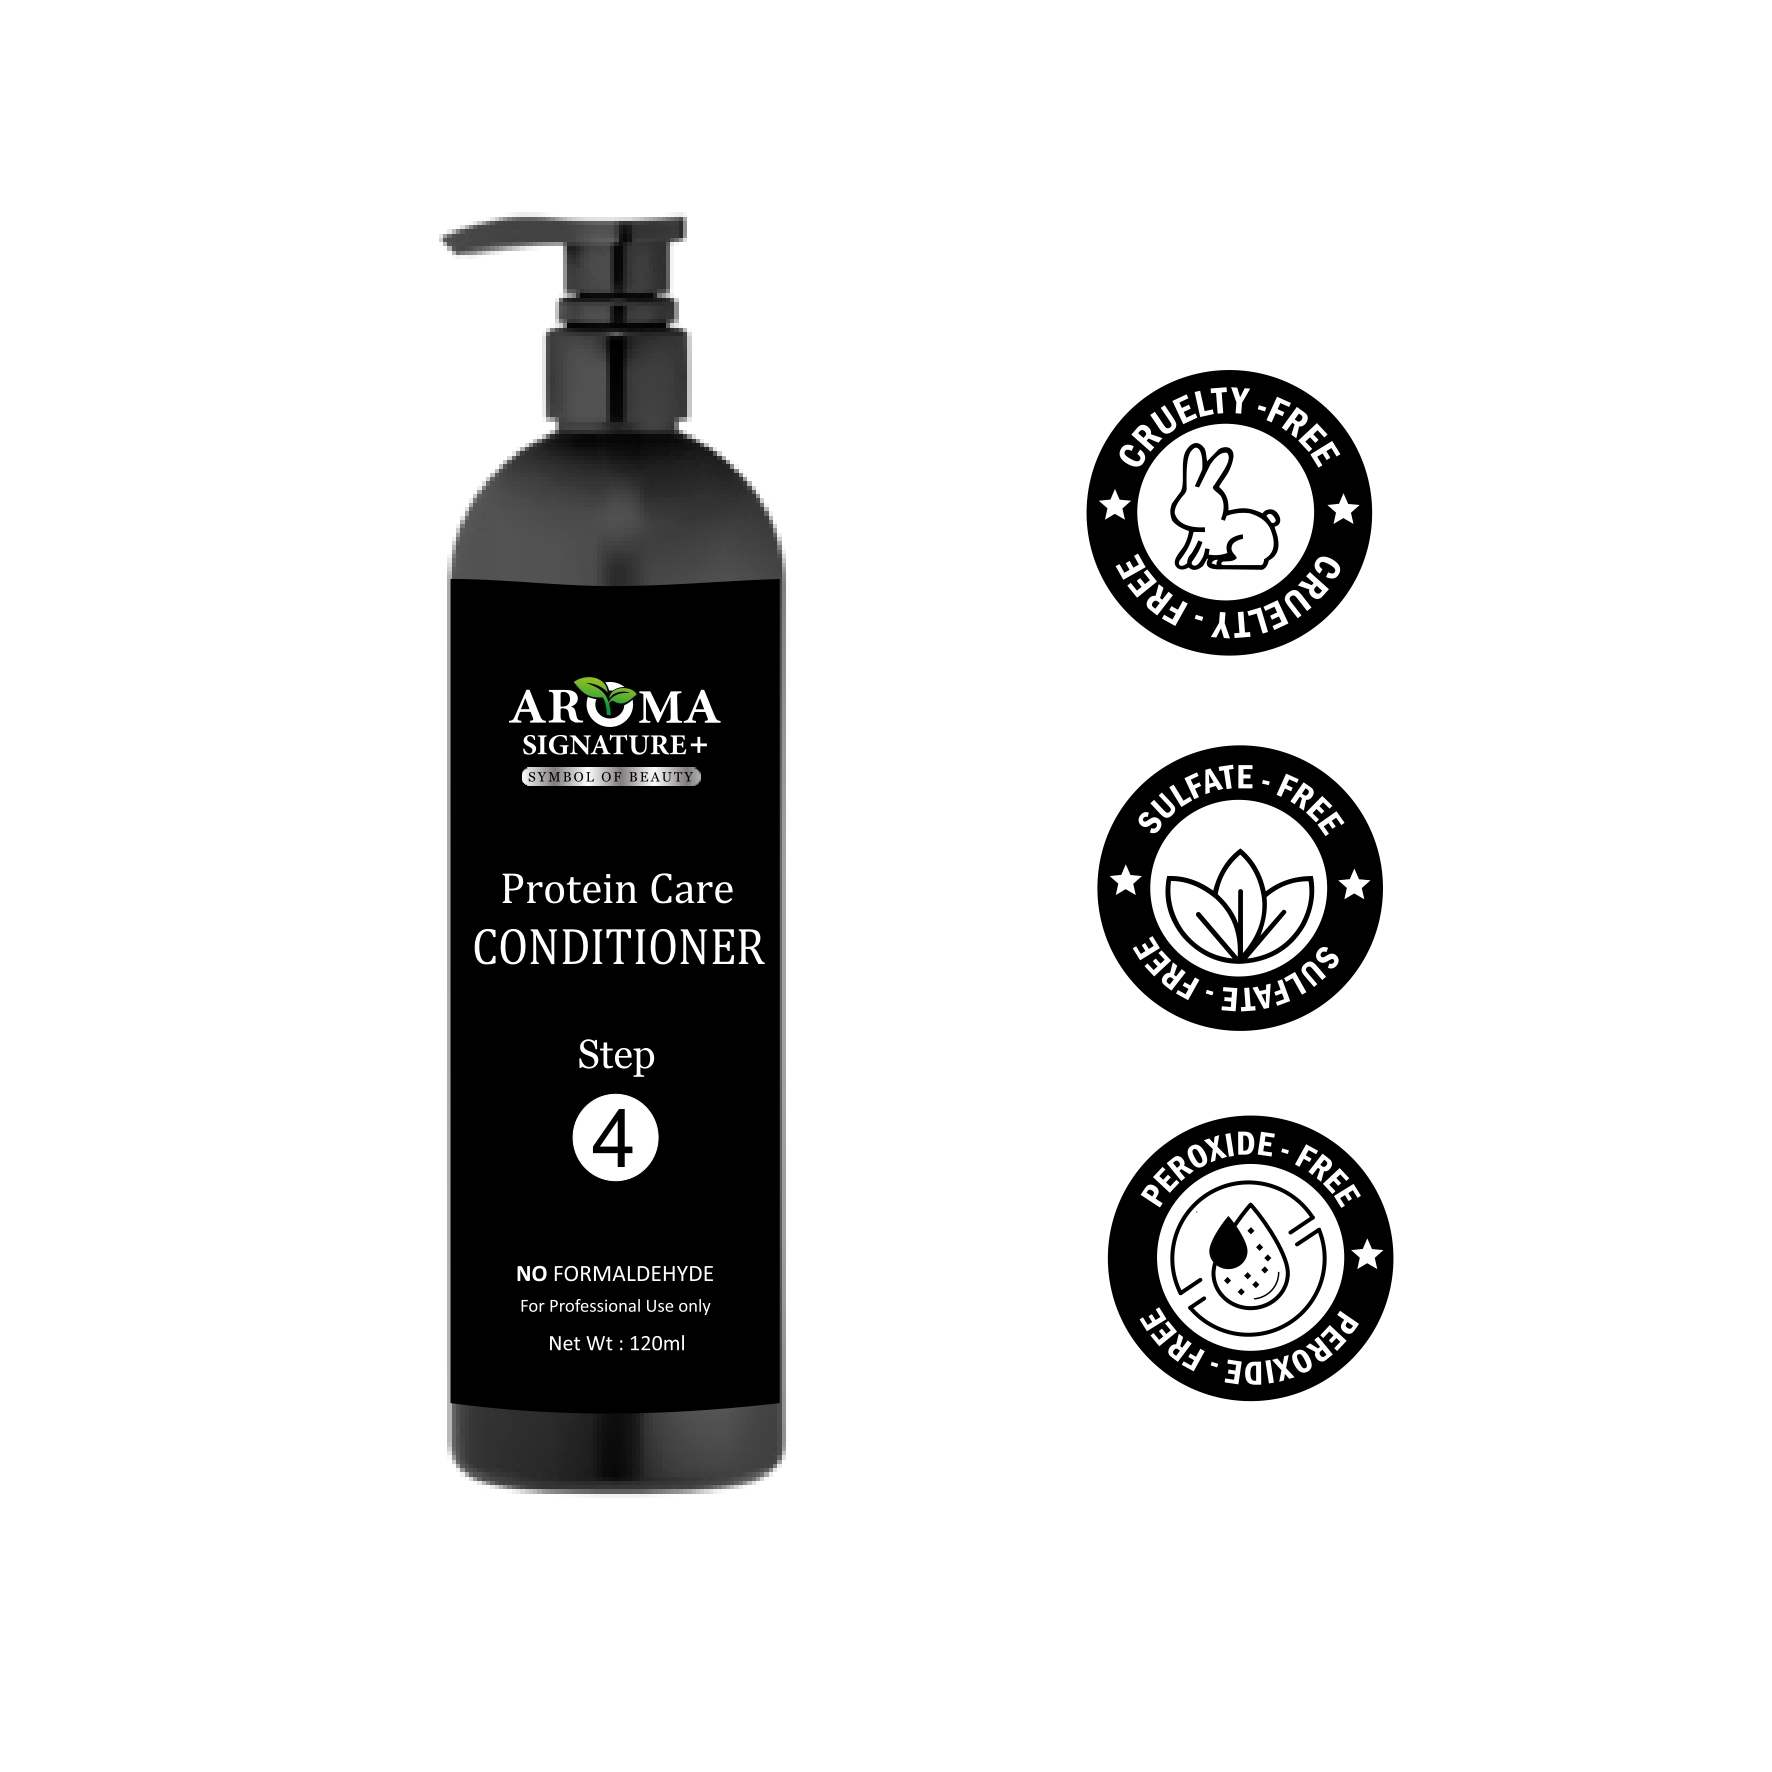 AROMA
SIGNATURE+
SYMBOL OF BEAUTY
Protein Care
CONDITIONER
Step
4
NO FORMALDEHYDE
For Professional Use only
Net Wt : 120ml
CRUELTY -FREE
CRUELTY - FREE
SULFATE - FREE
SULFATE - FREE
PEROXIDE - FREE
PEROXIDE - FREE